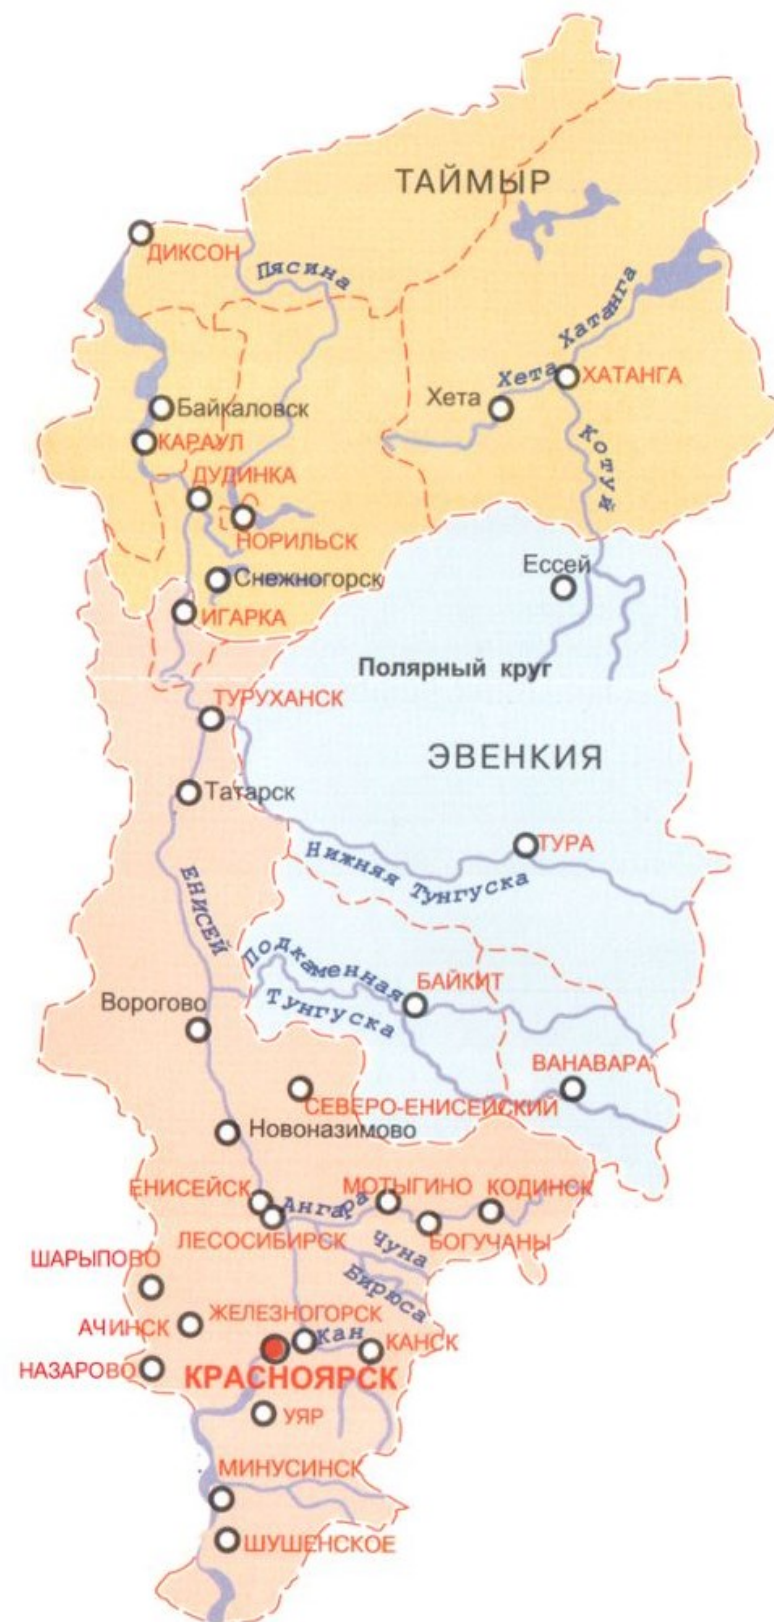 ТАЙМЫР
ДИКСОН
Пясина
Хатанга
Хета
ХАТАНГА
Хета
Байкаловск
КАРАУЛ
Котуй
ДУДИНКА
НОРИЛЬСК
Ессей
Снежногорск
ИГАРКА
Полярный круг
ТУРУХАНСК
ЭВЕНКИЯ
Татарск
ТУРА
Нижняя Тунгуска
ЕНИСЕЙ
Подкаменная
Тунгуска
БАЙКИТ
Ворогово
ВАНАВАРА
СЕВЕРО-ЕНИСЕЙСКИЙ
Новоназимово
ЕНИСЕЙСК
Ангара
МОТЫГИНО
КОДИНСК
ЛЕСОСИБИРСК
БОГУЧАНЫ
Чуна
ШАРЫПОВО
Бирюса
ЖЕЛЕЗНОГОРСК
АЧИНСК
Кан
КАНСК
НАЗАРОВО
КРАСНОЯРСК
УЯР
МИНУСИНСК
ШУШЕНСКОЕ